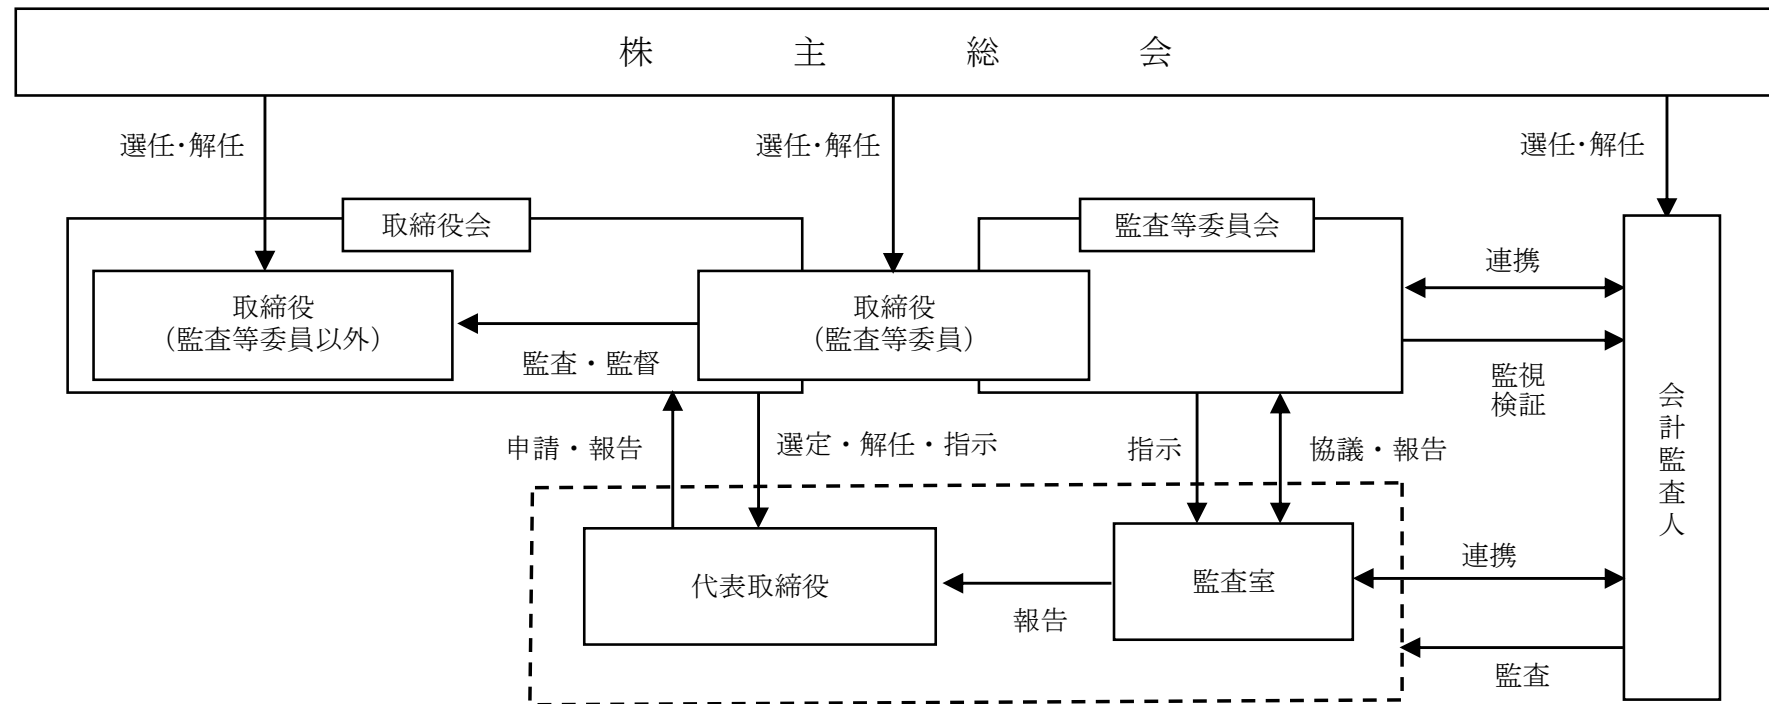 株主総会
選任・解任
選任・解任
選任・解任
取締役会
監査等委員会
取締役
（監査等委員以外）
取締役
（監査等委員）
監査・監督
連携
監視
検証
会計監査人
申請・報告
選定・解任・指示
指示
協議・報告
代表取締役
監査室
報告
連携
監査